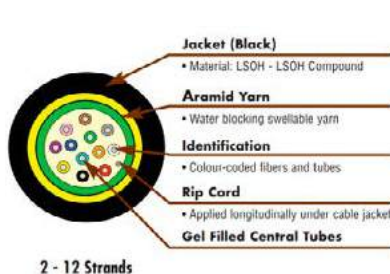 Jacket (Black)
• Material: LSOH - LSOH Compound
Aramid Yarn
• Water blocking swellable yarn
Identification
• Colour-coded fibers and tubes
Rip Cord
• Applied longitudinally under cable jacket
Gel Filled Central Tubes
2 - 12 Strands